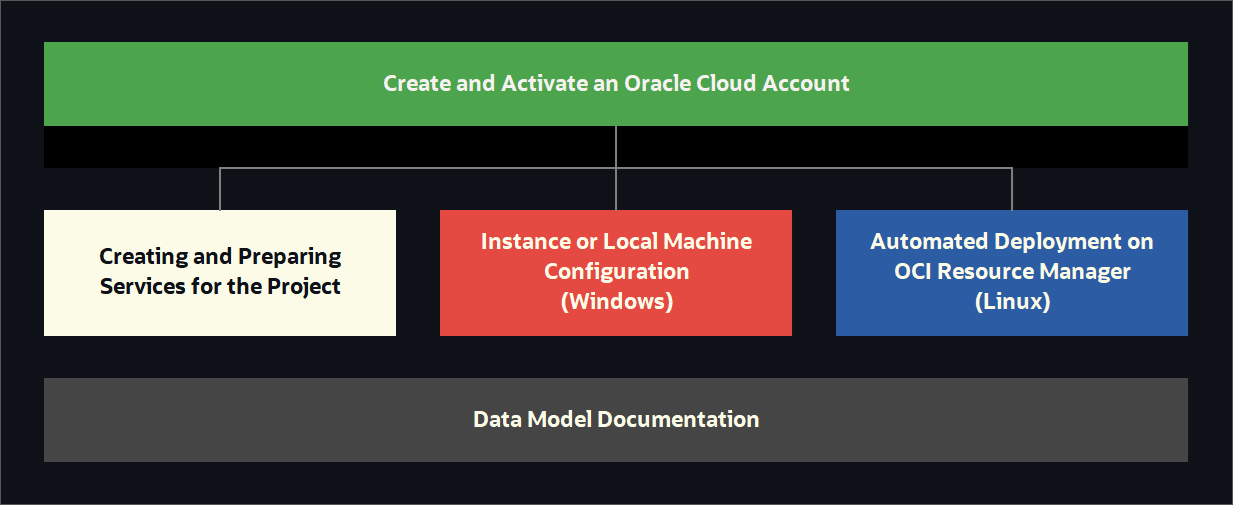 Create and Activate an Oracle Cloud Account
Creating and Preparing
Services for the Project
Instance or Local Machine
Configuration
(Windows)
Automated Deployment on
OCI Resource Manager
(Linux)
Data Model Documentation